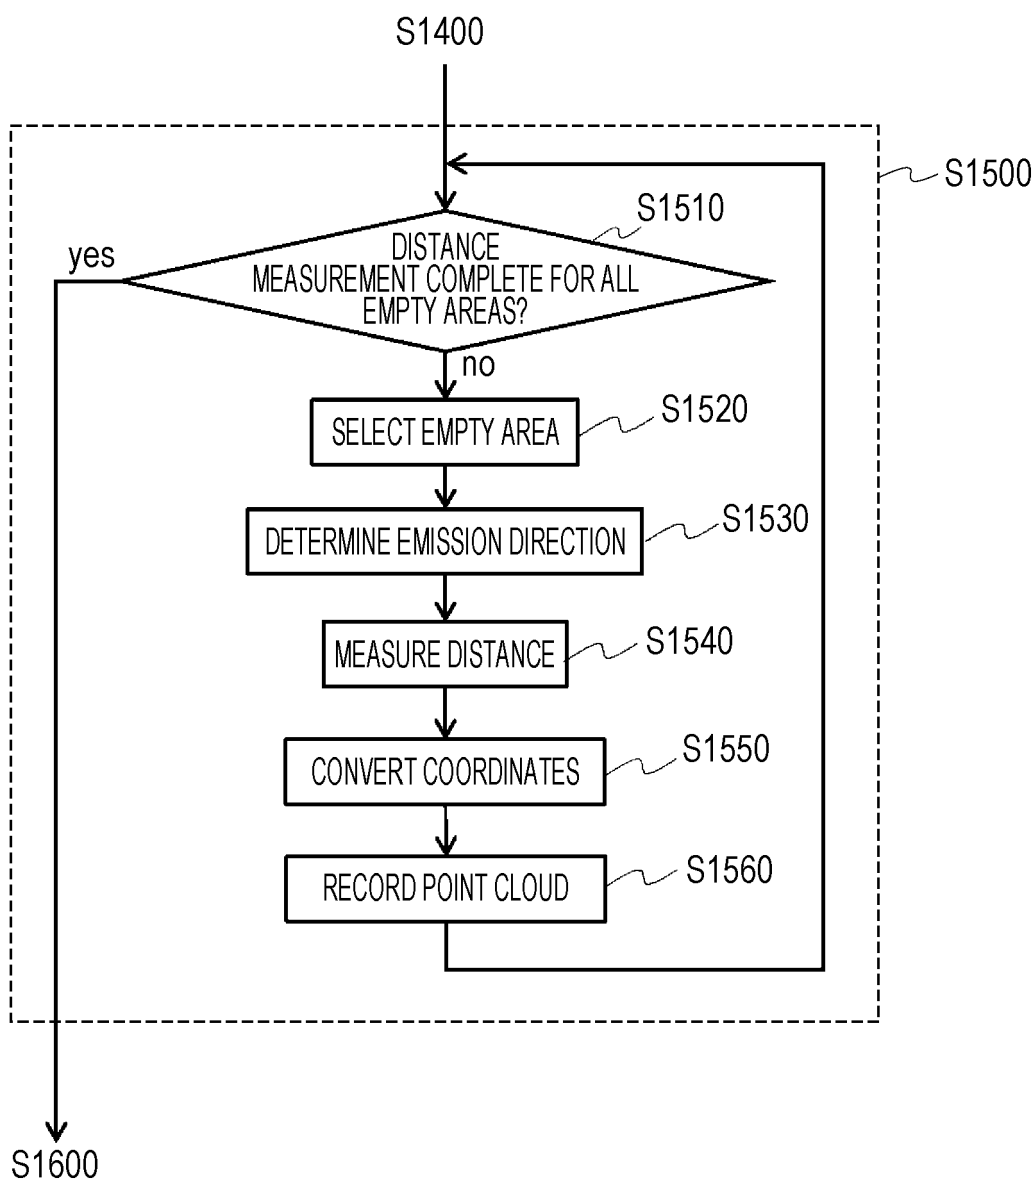 S1400
S1500
S1510
yes
DISTANCE
MEASUREMENT COMPLETE FOR ALL
EMPTY AREAS?
no
S1520
SELECT EMPTY AREA
S1530
DETERMINE EMISSION DIRECTION
S1540
MEASURE DISTANCE
S1550
CONVERT COORDINATES
S1560
RECORD POINT CLOUD
S1600